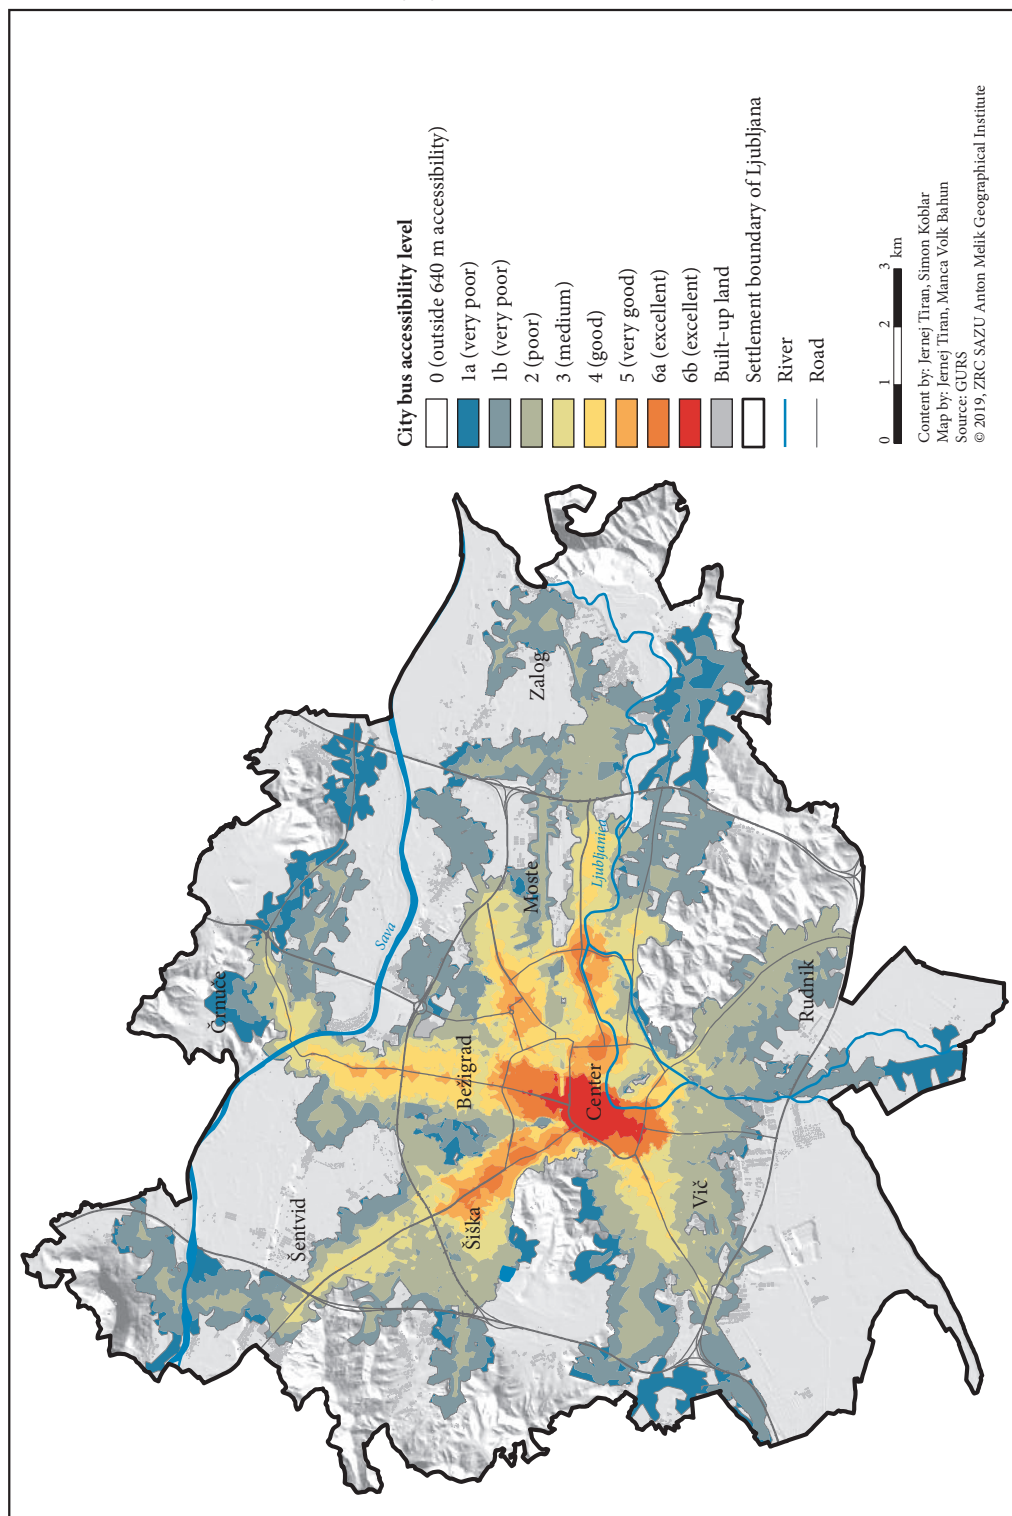 City bus accessibility level
0 (outside 640 m accessibility)
1a (very poor)
1b (very poor)
2 (poor)
3 (medium)
4 (good)
5 (very good)
6a (excellent)
6b (excellent)
Built–up land
Settlement boundary of Ljubljana
River
Road
0 1 2 3
km
Content by: Jernej Tiran, Simon Koblar
Map by: Jernej Tiran, Manca Volk Bahun
Source: GURS
© 2019, ZRC SAZU Anton Melik Geographical Institute
Črnuče
Sava
Šentvid
Bežigrad
Šiška
Moste
Zalog
Ljubljanica
Center
Vič
Rudnik